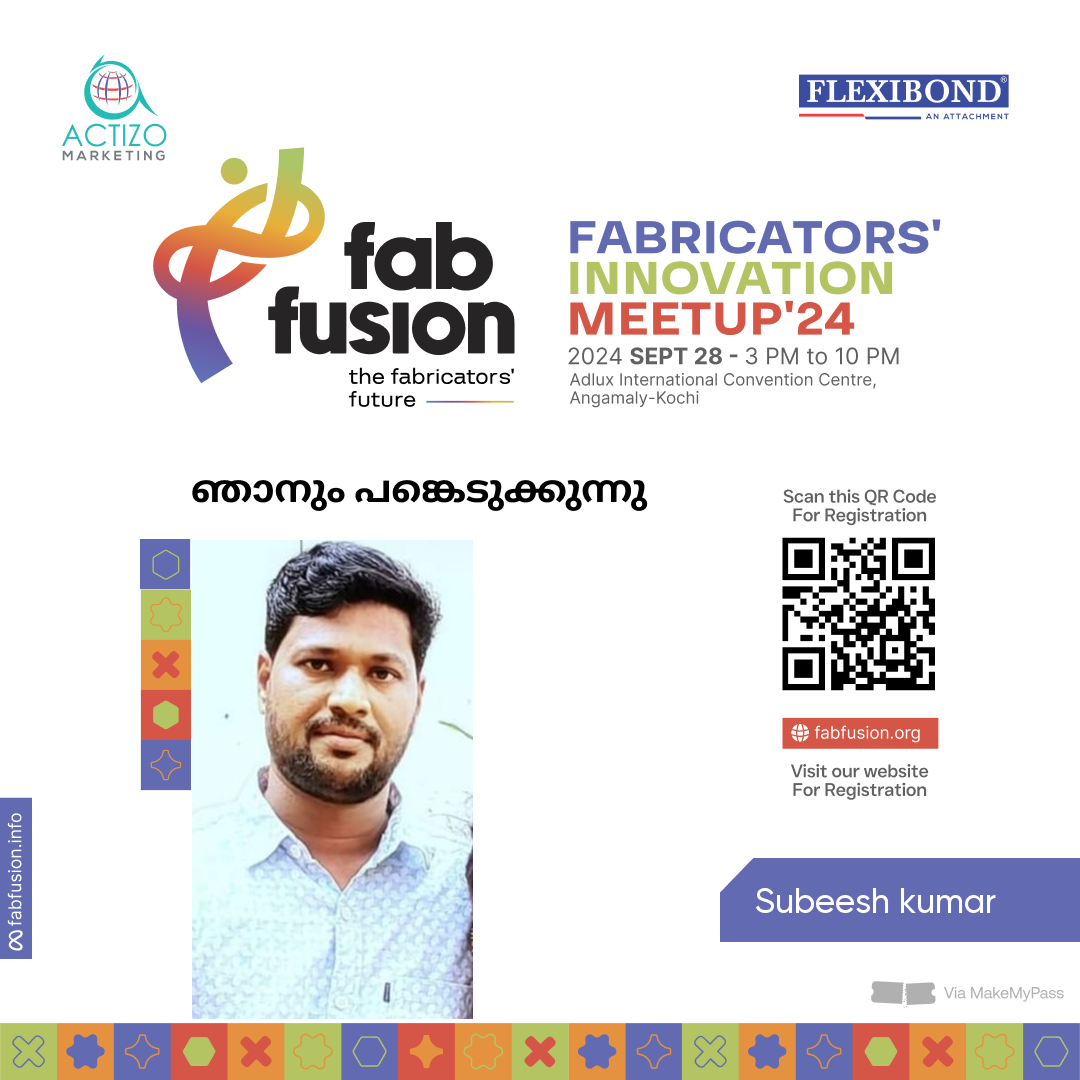 ACTIZO
MARKETING
FLEXIBOND®
AN ATTACHMENT
fab
fusion
the fabricators'
future
FABRICATORS'
INNOVATION
MEETUP'24
2024 SEPT 28 - 3 PM to 10 PM
Adlux International Convention Centre,
Angamaly-Kochi
ഞാനും പങ്കെടുക്കുന്നു
Scan this QR Code
For Registration
fabfusion.org
Visit our website
For Registration
fabfusion.info
Subeesh kumar
Via MakeMyPass